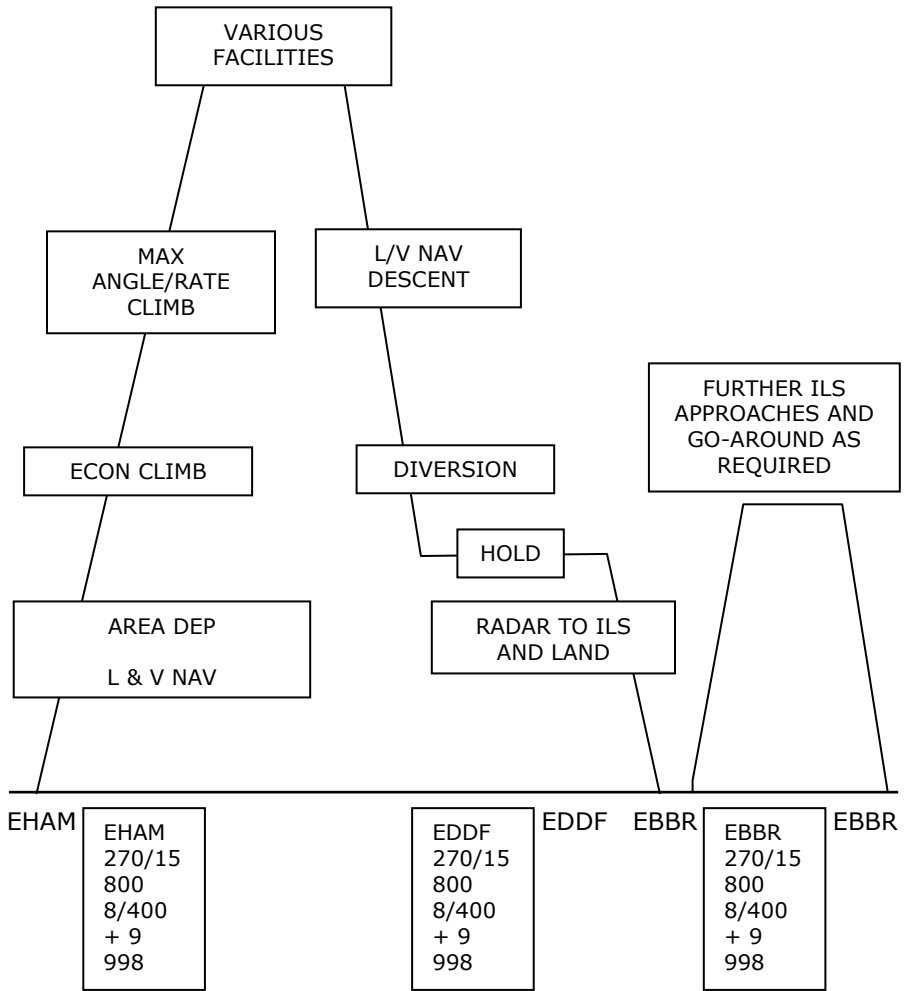 VARIOUS
FACILITIES
MAX
ANGLE/RATE
CLIMB
L/V NAV
DESCENT
FURTHER ILS
APPROACHES AND
GO-AROUND AS
REQUIRED
ECON CLIMB
DIVERSION
HOLD
AREA DEP
L & V NAV
RADAR TO ILS
AND LAND
EHAM
EHAM
270/15
800
8/400
+ 9
998
EDDF
270/15
800
8/400
+ 9
998
EDDF
EBBR
EBBR
270/15
800
8/400
+ 9
998
EBBR